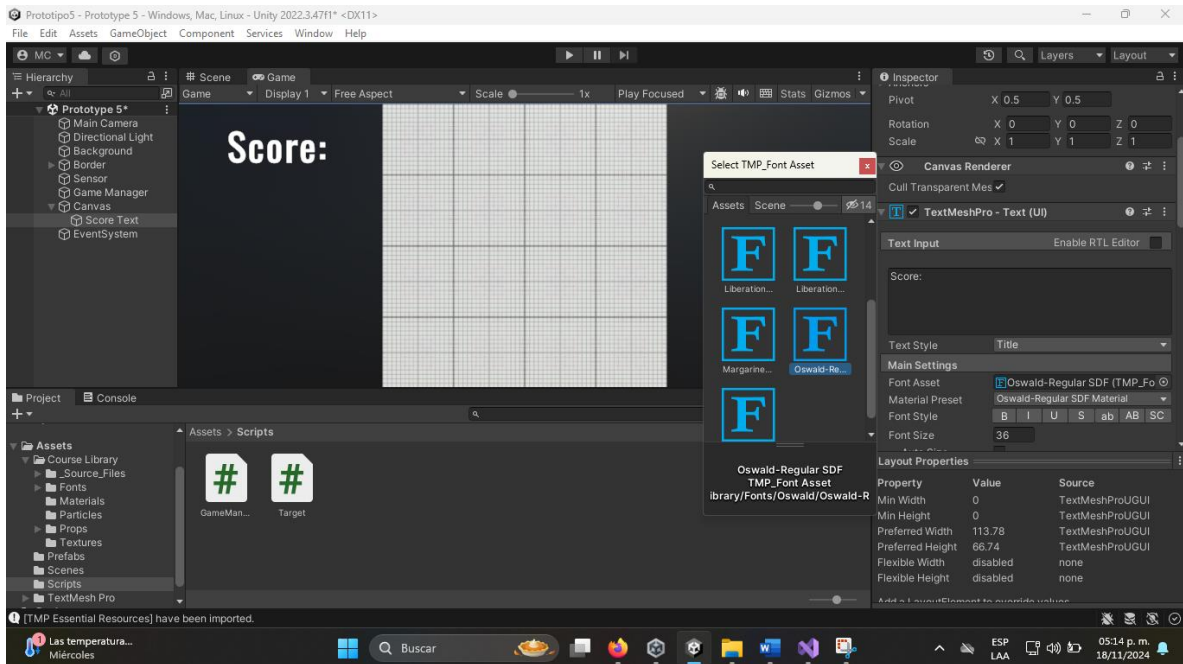 Prototipo5 - Prototype 5 - Windows, Mac, Linux - Unity 2022.3.47f1* <DX11>
File Edit Assets GameObject Component Services Window Help
MC
Layers
Layout
Hierarchy
All
Prototype 5*
Main Camera
Directional Light
Background
Border
Sensor
Game Manager
Canvas
Score Text
EventSystem
Scene
Game
Game
Display 1
Free Aspect
Scale
1x
Play Focused
Stats
Gizmos
Score:
Select TMP_Font Asset
Assets Scene
14
Liberation...
Liberation...
Margarine...
Oswald-Re...
Oswald-Regular SDF
TMP_Font Asset
ibrary/Fonts/Oswald/Oswald-R
Inspector
Pivot X 0.5 Y 0.5
Rotation X 0 Y 0 Z 0
Scale X 1 Y 1 Z 1
Canvas Renderer
Cull Transparent Mes
TextMeshPro - Text (UI)
Text Input
Enable RTL Editor
Score:
Text Style Title
Main Settings
Font Asset Oswald-Regular SDF (TMP_Fo
Material Preset Oswald-Regular SDF Material
Font Style B I U S ab AB SC
Font Size 36
Layout Properties
Property Value Source
Min Width 0 TextMeshProUGUI
Min Height 0 TextMeshProUGUI
Preferred Width 113.78 TextMeshProUGUI
Preferred Height 66.74 TextMeshProUGUI
Flexible Width disabled none
Flexible Height disabled none
Project
Console
Assets > Scripts
Assets
Course Library
_Source_Files
Fonts
Materials
Particles
Props
Textures
Prefabs
Scenes
Scripts
TextMesh Pro
GameMan...
Target
[TMP Essential Resources] have been imported.
1
Las temperatura...
Miércoles
Buscar
ESP
LAA
05:14 p. m.
18/11/2024